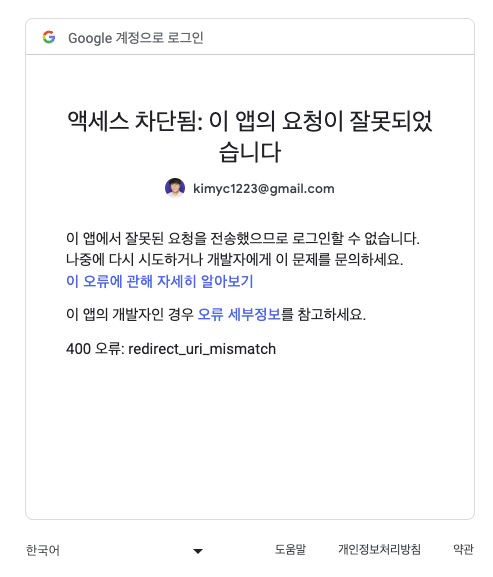 Google 계정으로 로그인
액세스 차단됨: 이 앱의 요청이 잘못되었
습니다
kimyc1223@gmail.com
이 앱에서 잘못된 요청을 전송했으므로 로그인할 수 없습니다.
나중에 다시 시도하거나 개발자에게 이 문제를 문의하세요.
이 오류에 관해 자세히 알아보기
이 앱의 개발자인 경우 오류 세부정보를 참고하세요.
400 오류: redirect_uri_mismatch
한국어
도움말
개인정보처리방침
약관